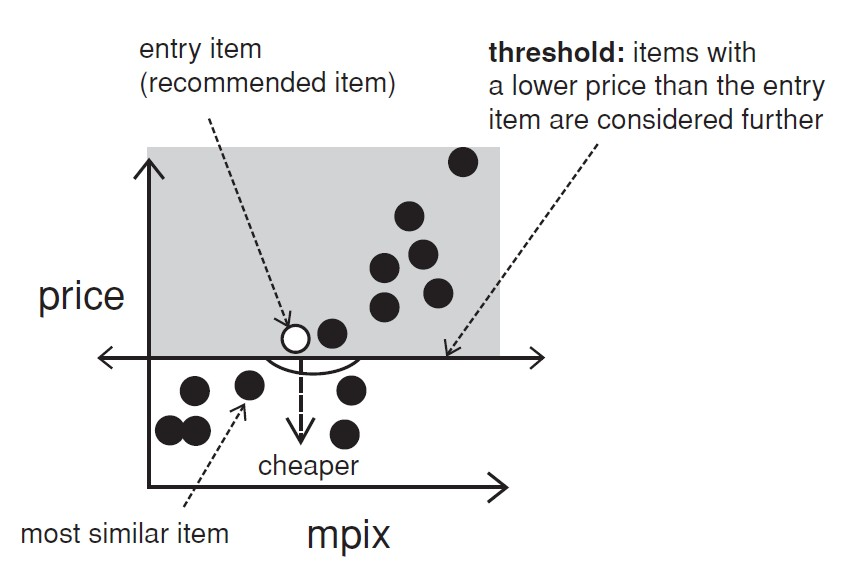 entry item
(recommended item)
threshold: items with
a lower price than the entry
item are considered further
price
cheaper
most similar item
mpix